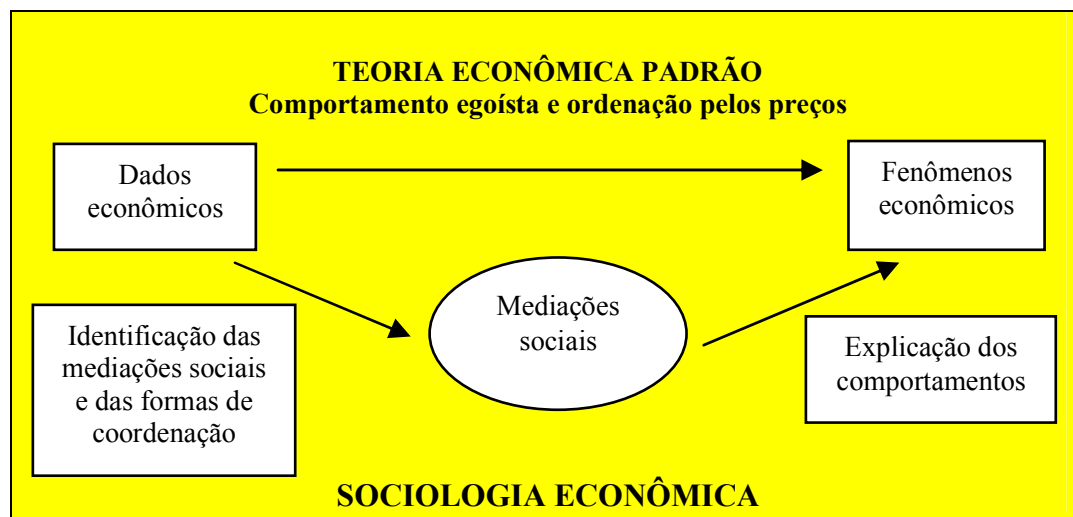 TEORIA ECONÔMICA PADRÃO
Comportamento egoísta e ordenação pelos preços
Dados
econômicos
Fenômenos
econômicos
Mediações
sociais
Identificação das
mediações sociais
e das formas de
coordenação
Explicação dos
comportamentos
SOCIOLOGIA ECONÔMICA